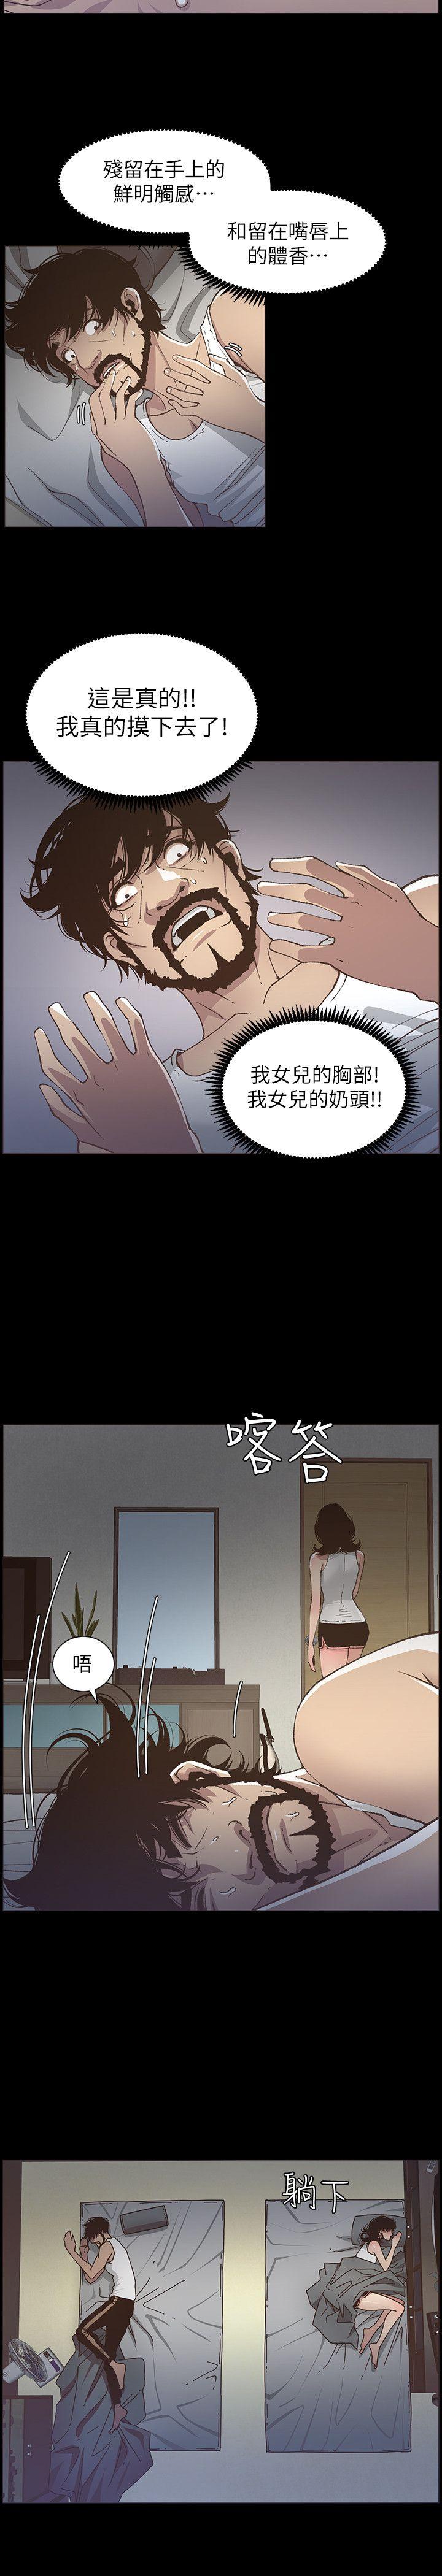 殘留在手上的
鮮明觸感…
和留在嘴唇上
的體香…
這是真的!!
我真的摸下去了!
我女兒的胸部!
我女兒的奶頭!!
喀答
唔
躺下